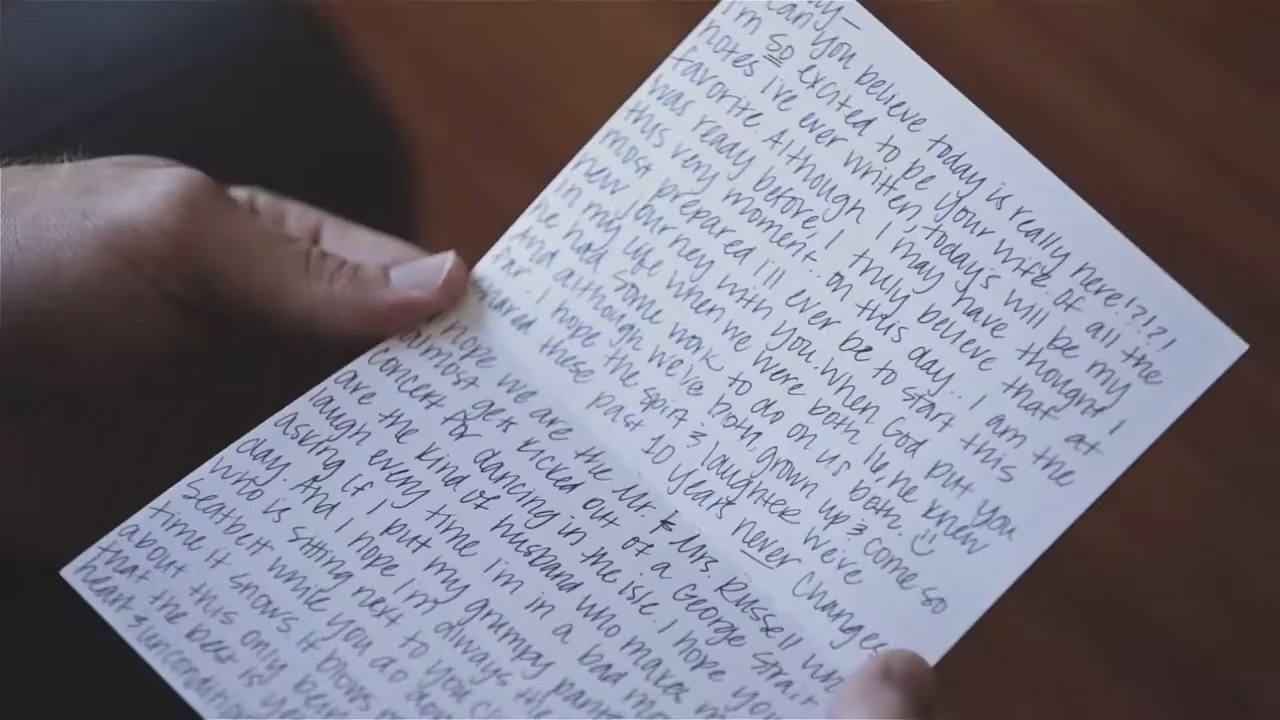 Can you believe today is really here!?!?!
I'm so excited to be your wife. Of all the
notes I've ever written, today's will be my
favorite. Although I may have thought I
was ready before, I truly believe that at
this very moment... on this day... I am the
most prepared I'll ever be to start this
new journey with you. When God put you
in my life when we were both 16, he knew
he had some work to do on us both. ☺
And although we've both grown up & come so
far. I hope the spirit & laughter we've
shared these past 10 years never changes
I hope we are the Mr & Mrs. Russell who
almost gets kicked out of a George Strait
concert for dancing in the isle. I hope you
are the kind of husband who makes me
laugh every time I'm in a bad
asking if I put my grumpy pants
day. And I hope I'm always the
who is sitting next to you
seatbelt while you do
time it snows. It blows
about this only
that the best is
heart &